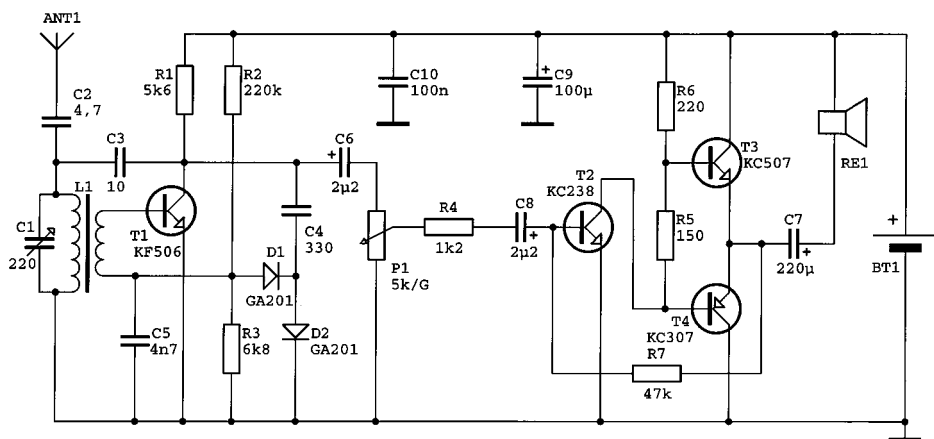 ANT1
R1
5k6
R2
220k
C10
100n
C9
+
100µ
R6
220
C2
4,7
C3
10
C6
+
2µ2
T3
KC507
RE1
L1
C1
220
T1
KF506
C4
330
P1
5k/G
R4
1k2
C8
+
2µ2
T2
KC238
R5
150
C7
+
220µ
+
BT1
D1
GA201
C5
4n7
R3
6k8
D2
GA201
T4
KC307
R7
47k